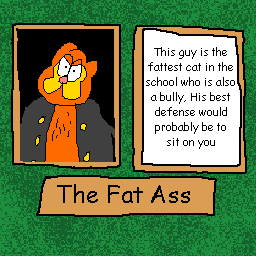 This guy is the
fattest cat in the
school who is also
a bully, His best
defense would
probably be to
sit on you
The Fat Ass